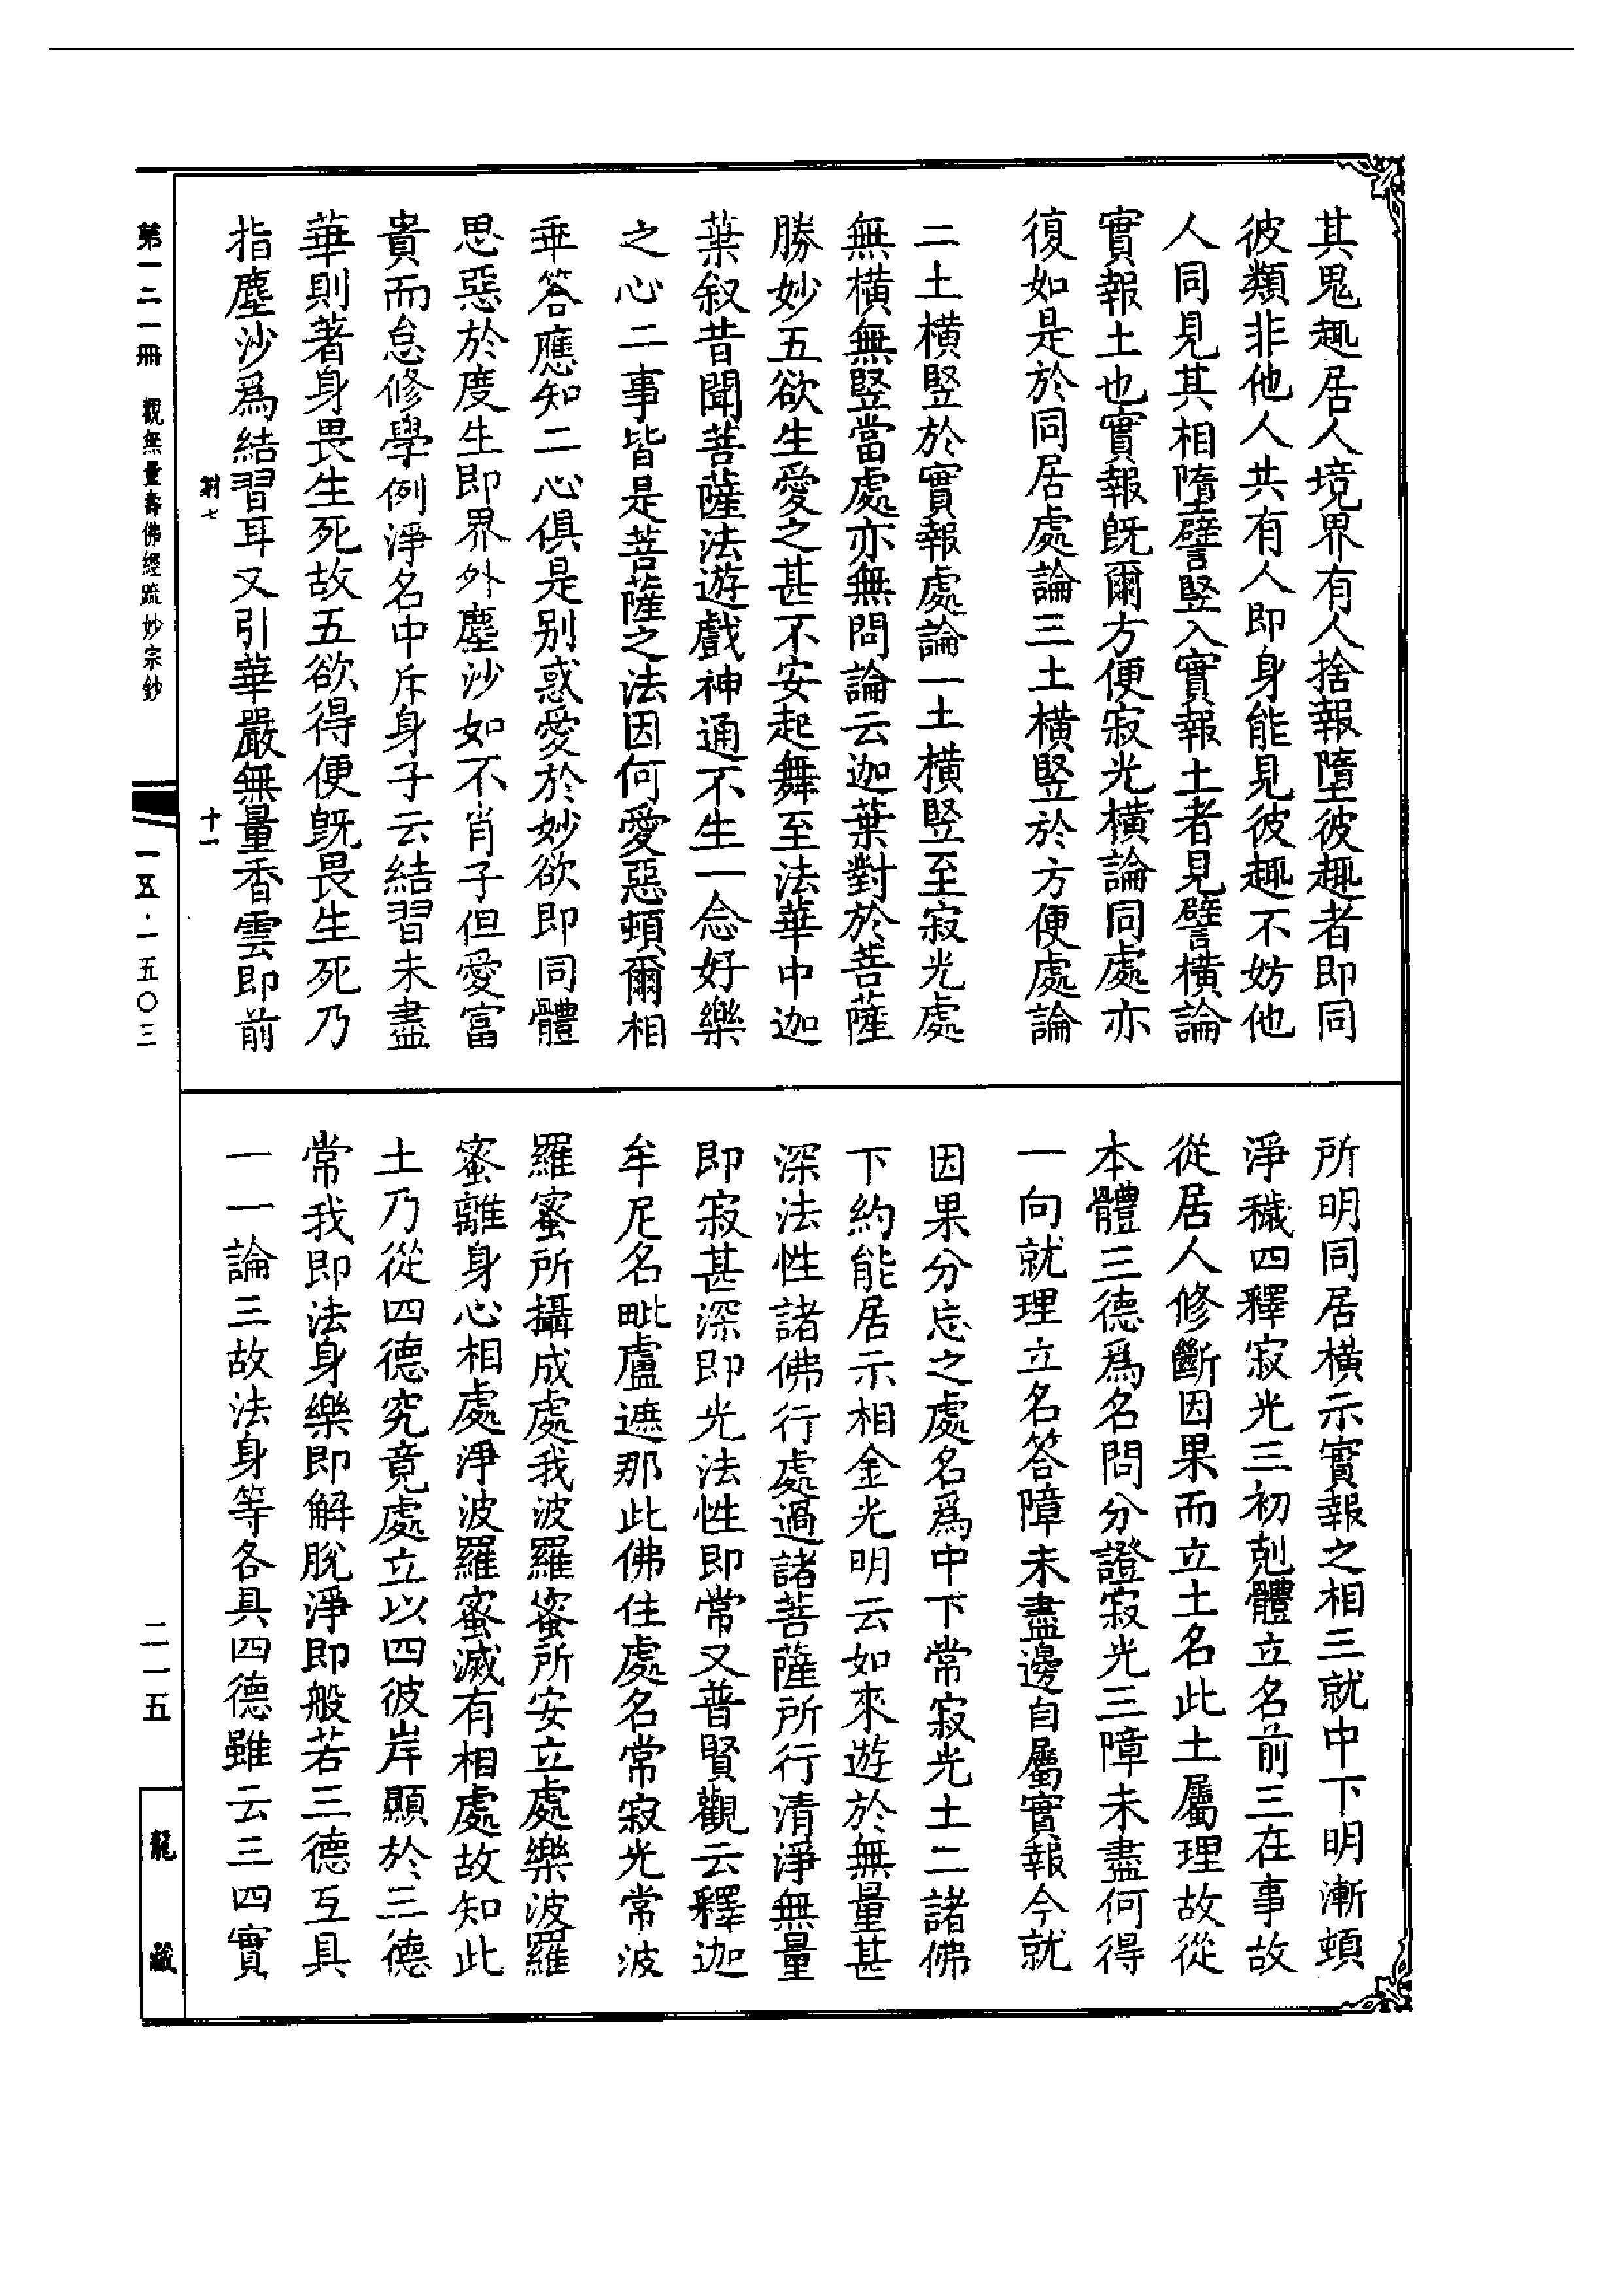 其鬼趣居人境界有人捨報墮彼趣者即同
彼類非他人共有人即身能見彼趣不妨他
人同見其相墮譬竪入實報土者見譬橫論
實報土也實報旣爾方便寂光橫論同處亦
復如是於同居處論三土橫竪於方便處論
二土橫竪於實報處論一土橫竪至寂光處
無橫無竪當處亦無問論云迦葉對於菩薩
勝妙五欲生愛之甚不安起舞至法華中迦
葉叙昔聞菩薩法遊戲神通不生一念好樂
之心二事皆是菩薩之法因何愛惡頓爾相
乖答應知二心俱是别惑愛於妙欲即同體
思惡於度生即界外塵沙如不肖子但愛富
貴而怠修學例淨名中斥身子云結習未盡
華則著身畏生死故五欲得便旣畏生死乃
指塵沙爲結習耳又引華嚴無量香雲即前
所明同居橫示實報之相三就中下明漸頓
淨穢四釋寂光三初剋體立名前三在事故
從居人修斷因果而立土名此土屬理故從
本體三德爲名問分證寂光三障未盡何得
一向就理立名答障未盡邊自屬實報今就
因果分忘之處名爲中下常寂光土二諸佛
下約能居示相金光明云如來遊於無量甚
深法性諸佛行處過諸菩薩所行清淨無量
即寂甚深即光法性即常又普賢觀云釋迦
牟尼名毗盧遮那此佛住處名常寂光常波
羅蜜所攝成處我波羅蜜所安立處樂波羅
蜜離身心相處淨波羅蜜滅有相處故知此
土乃從四德究竟處立以四彼岸顯於三德
常我即法身樂即解脫淨即般若三德互具
一一論三故法身等各具四德雖云三四實
第一二一冊　觀無量壽佛經疏妙宗鈔
十一
一五·一五〇三
二一五
龍藏